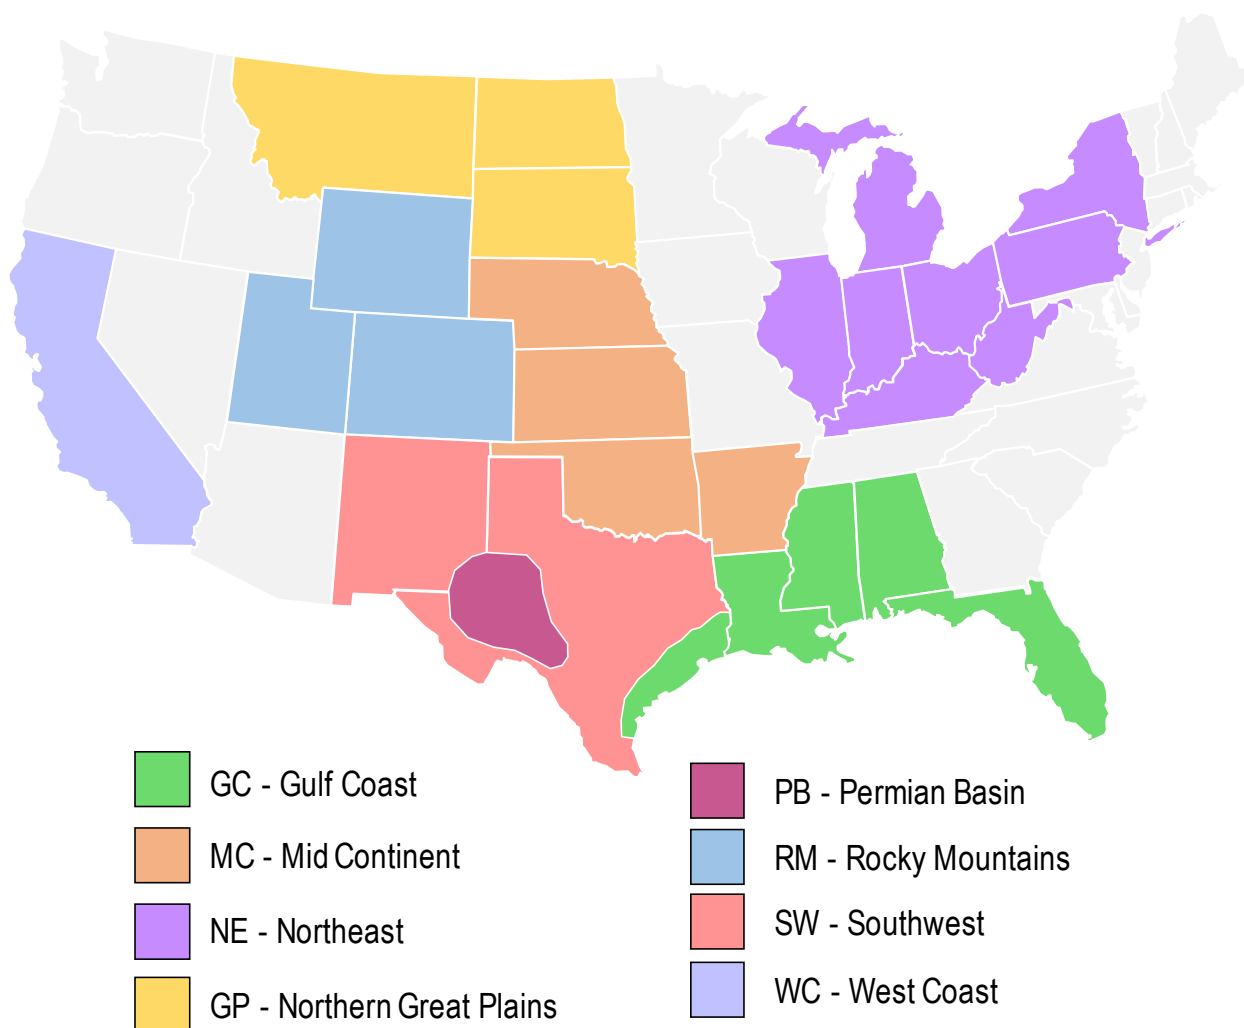 GC - Gulf Coast
MC - Mid Continent
NE - Northeast
GP - Northern Great Plains
PB - Permian Basin
RM - Rocky Mountains
SW - Southwest
WC - West Coast